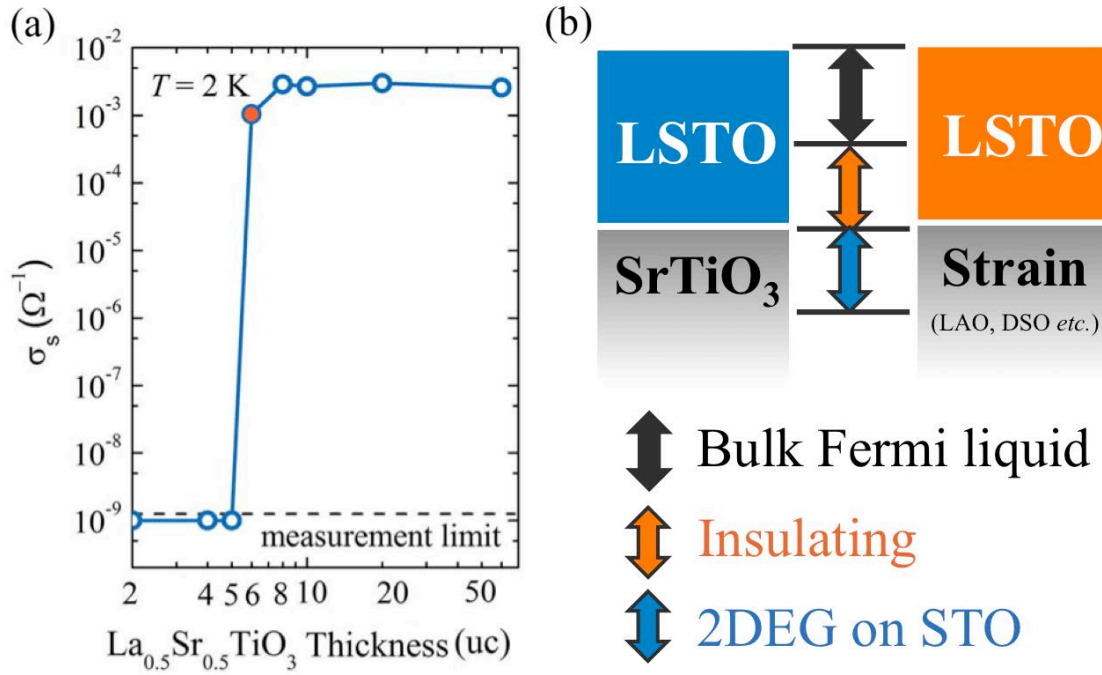 (a)
10⁻²
10⁻³
10⁻⁴
10⁻⁵
10⁻⁶
10⁻⁷
10⁻⁸
10⁻⁹
σₛ (Ω⁻¹)
T = 2 K
measurement limit
2 4 5 6 8 10 20 50
La₀.₅Sr₀.₅TiO₃ Thickness (uc)
(b)
LSTO
SrTiO₃
LSTO
Strain
(LAO, DSO etc.)
Bulk Fermi liquid
Insulating
2DEG on STO